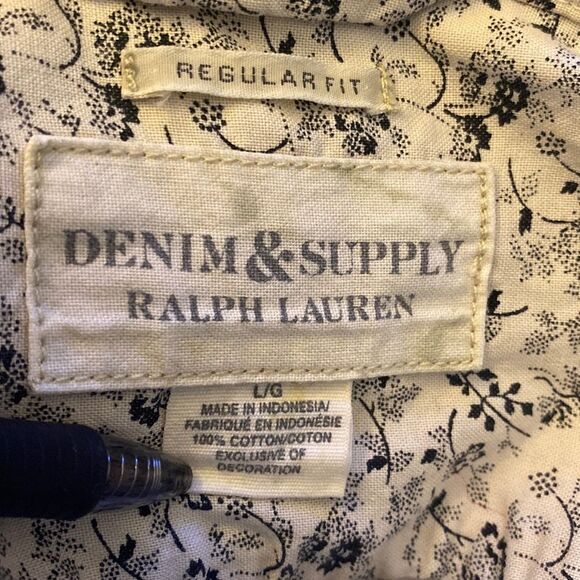 REGULAR FIT
DENIM & SUPPLY
RALPH LAUREN
L/G
MADE IN INDONESIA/
FABRIQUÉ EN INDONÉSIE
100% COTTON/COTON
EXCLUSIVE OF
DECORATION